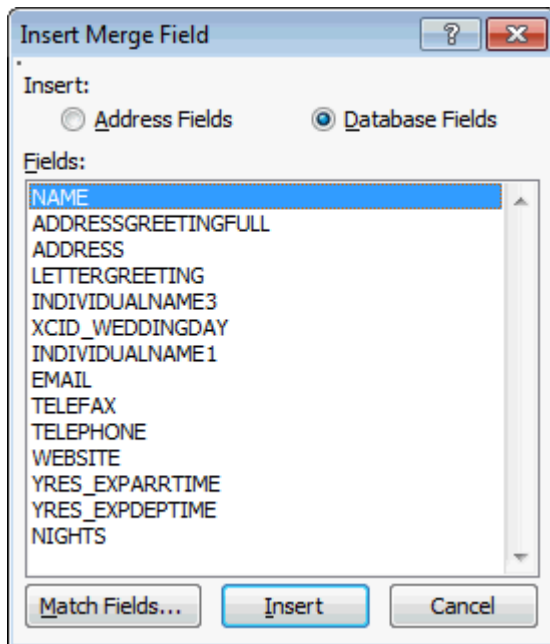 Insert Merge Field
Insert:
Address Fields Database Fields
Fields:
NAME
ADDRESSGREETINGFULL
ADDRESS
LETTERGREETING
INDIVIDUALNAME3
XCID_WEDDINGDAY
INDIVIDUALNAME1
EMAIL
TELEFAX
TELEPHONE
WEBSITE
YRES_EXPARRTIME
YRES_EXPDEPTIME
NIGHTS
Match Fields... Insert Cancel